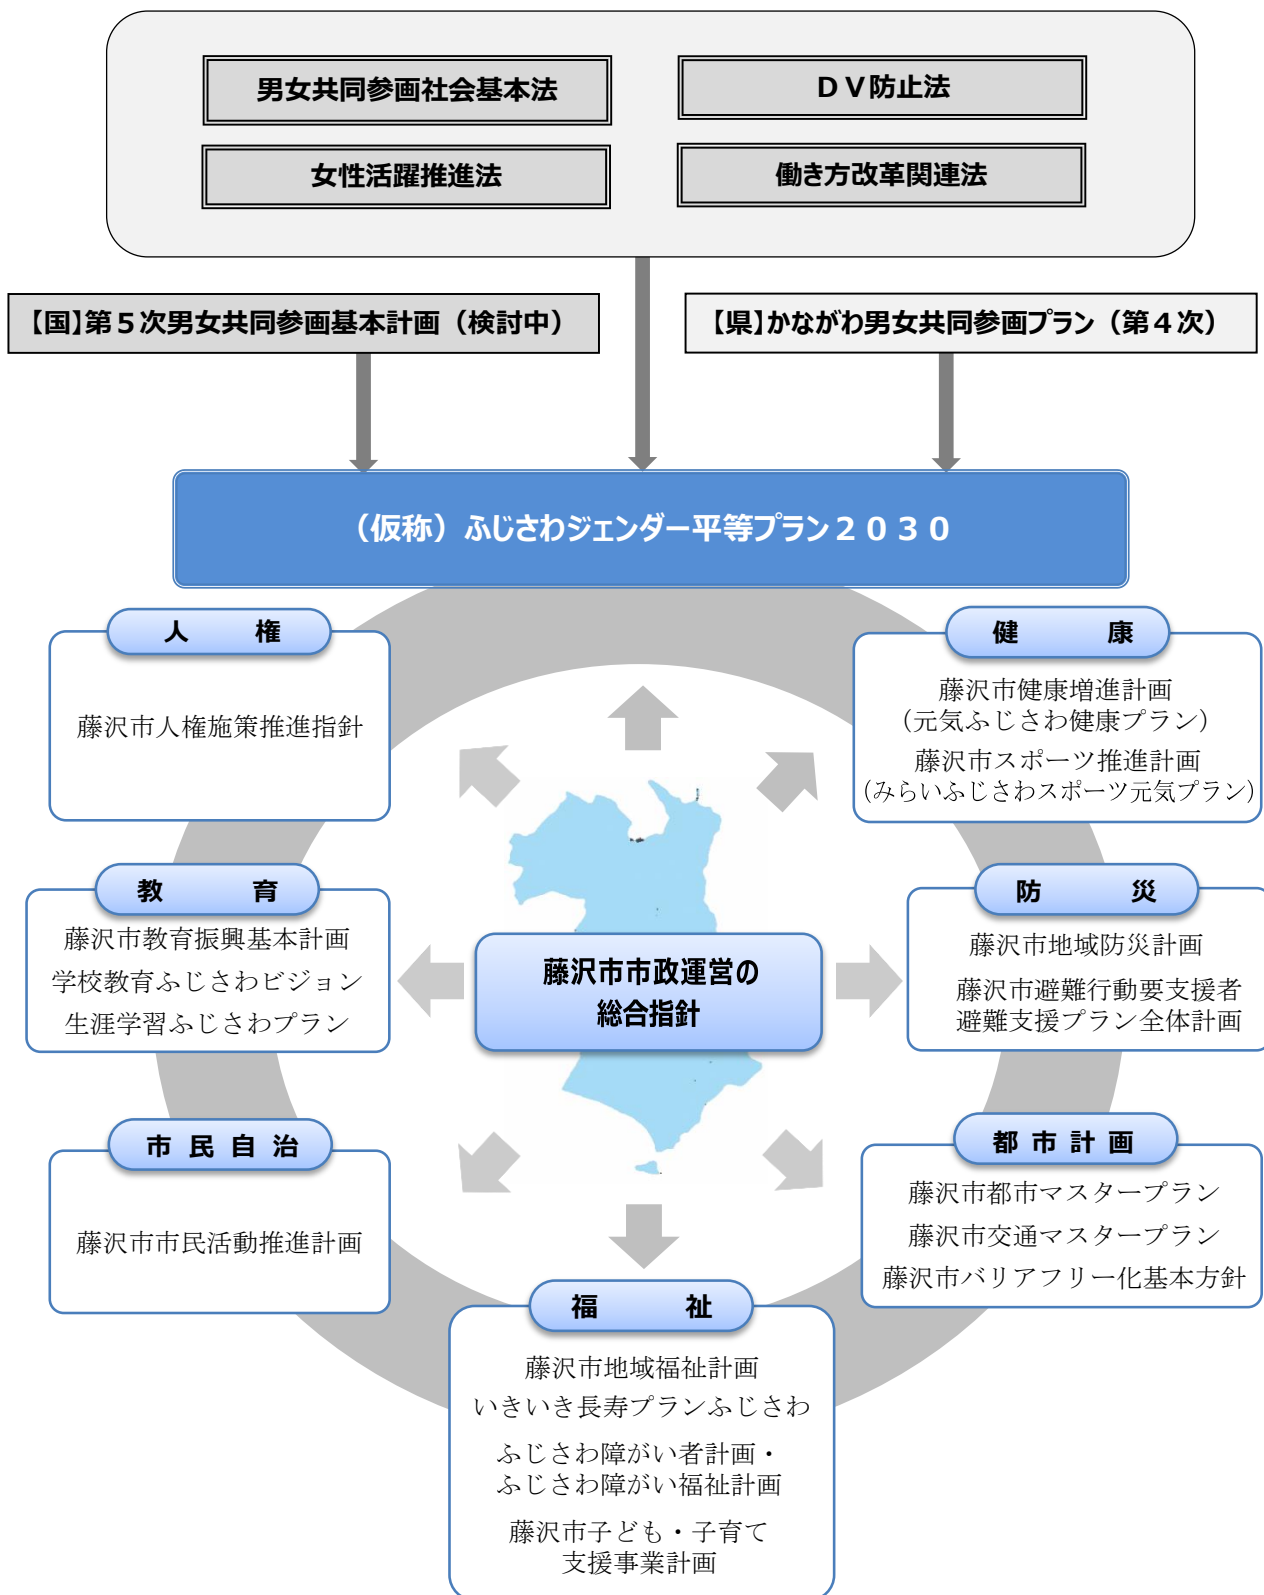 男女共同参画社会基本法
ＤＶ防止法
女性活躍推進法
働き方改革関連法
【国】第５次男女共同参画基本計画（検討中）
【県】かながわ男女共同参画プラン（第４次）
（仮称）ふじさわジェンダー平等プラン２０３０
人　権
藤沢市人権施策推進指針
健　康
藤沢市健康増進計画
（元気ふじさわ健康プラン）
藤沢市スポーツ推進計画
（みらいふじさわスポーツ元気プラン）
教　育
藤沢市教育振興基本計画
学校教育ふじさわビジョン
生涯学習ふじさわプラン
藤沢市市政運営の
総合指針
防　災
藤沢市地域防災計画
藤沢市避難行動要支援者
避難支援プラン全体計画
市民自治
藤沢市市民活動推進計画
都市計画
藤沢市都市マスタープラン
藤沢市交通マスタープラン
藤沢市バリアフリー化基本方針
福　祉
藤沢市地域福祉計画
いきいき長寿プランふじさわ
ふじさわ障がい者計画・
ふじさわ障がい福祉計画
藤沢市子ども・子育て
支援事業計画